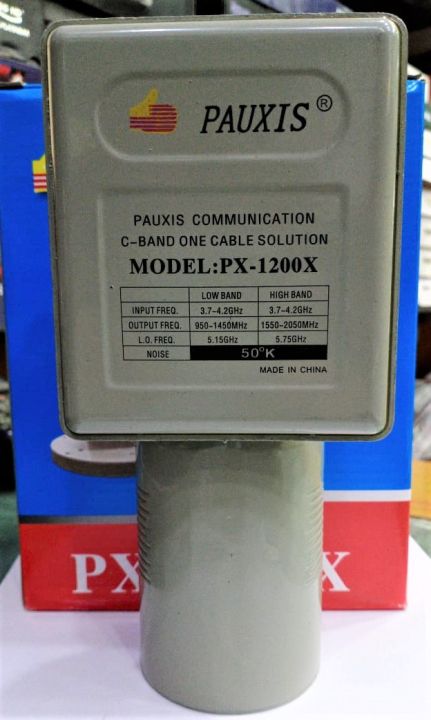 PAUXIS®
PAUXIS COMMUNICATION
C-BAND ONE CABLE SOLUTION
MODEL:PX-1200X
LOW BAND HIGH BAND
INPUT FREQ. 3.7-4.2GHz 3.7-4.2GHz
OUTPUT FREQ. 950-1450MHz 1550-2050MHz
L.O. FREQ. 5.15GHz 5.75GHz
NOISE 50°K
MADE IN CHINA
PX X